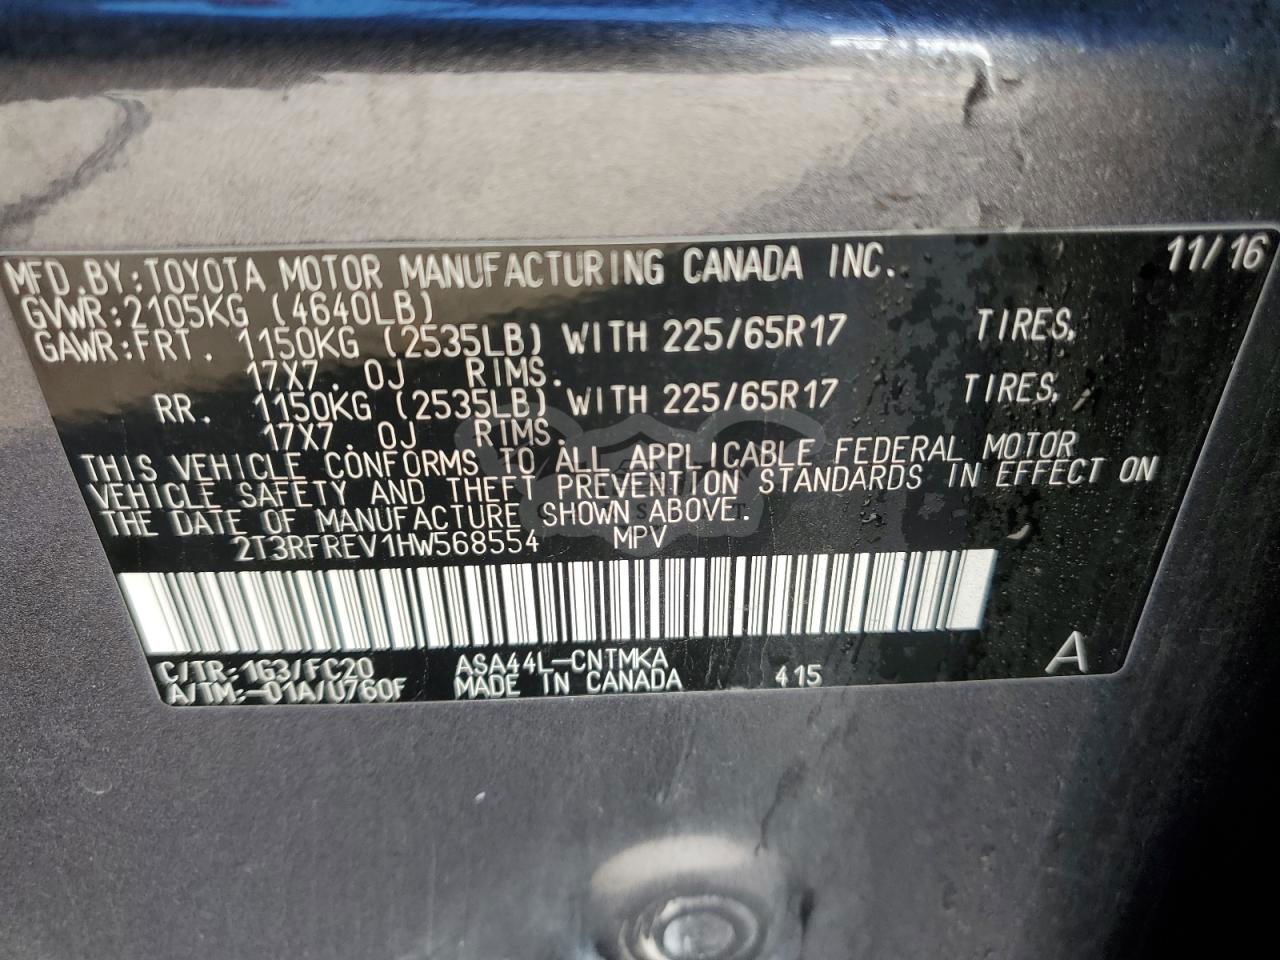 MFD.BY:TOYOTA MOTOR MANUFACTURING CANADA INC. 11/16
GVWR:2105KG (4640LB)
GAWR:FRT. 1150KG (2535LB) WITH 225/65R17 TIRES,
17X7.0J RIMS.
RR. 1150KG (2535LB) WITH 225/65R17 TIRES,
17X7.0J RIMS.
THIS VEHICLE CONFORMS TO ALL APPLICABLE FEDERAL MOTOR
VEHICLE SAFETY AND THEFT PREVENTION STANDARDS IN EFFECT ON
THE DATE OF MANUFACTURE SHOWN ABOVE.
2T3RFREV1HW568554 MPV
C/TR:1G3/FC20 ASA44L-CNTMKA A
A/TM:-01A/U760F MADE IN CANADA 415